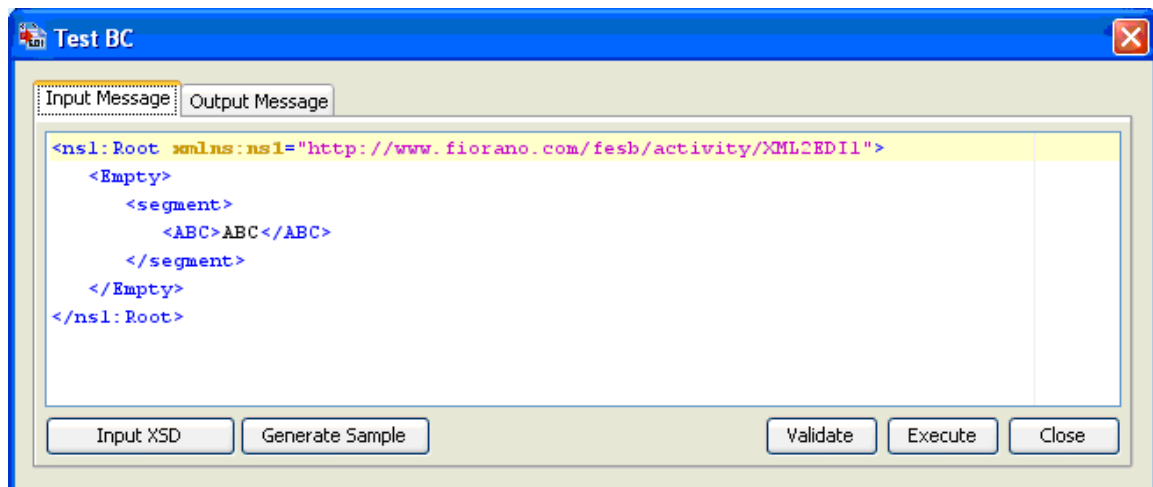 Test BC
Input Message Output Message
<ns1:Root xmlns:ns1="http://www.fiorano.com/fesb/activity/XML2EDI1">
<Empty>
<segment>
<ABC>ABC</ABC>
</segment>
</Empty>
</ns1:Root>
Input XSD Generate Sample Validate Execute Close